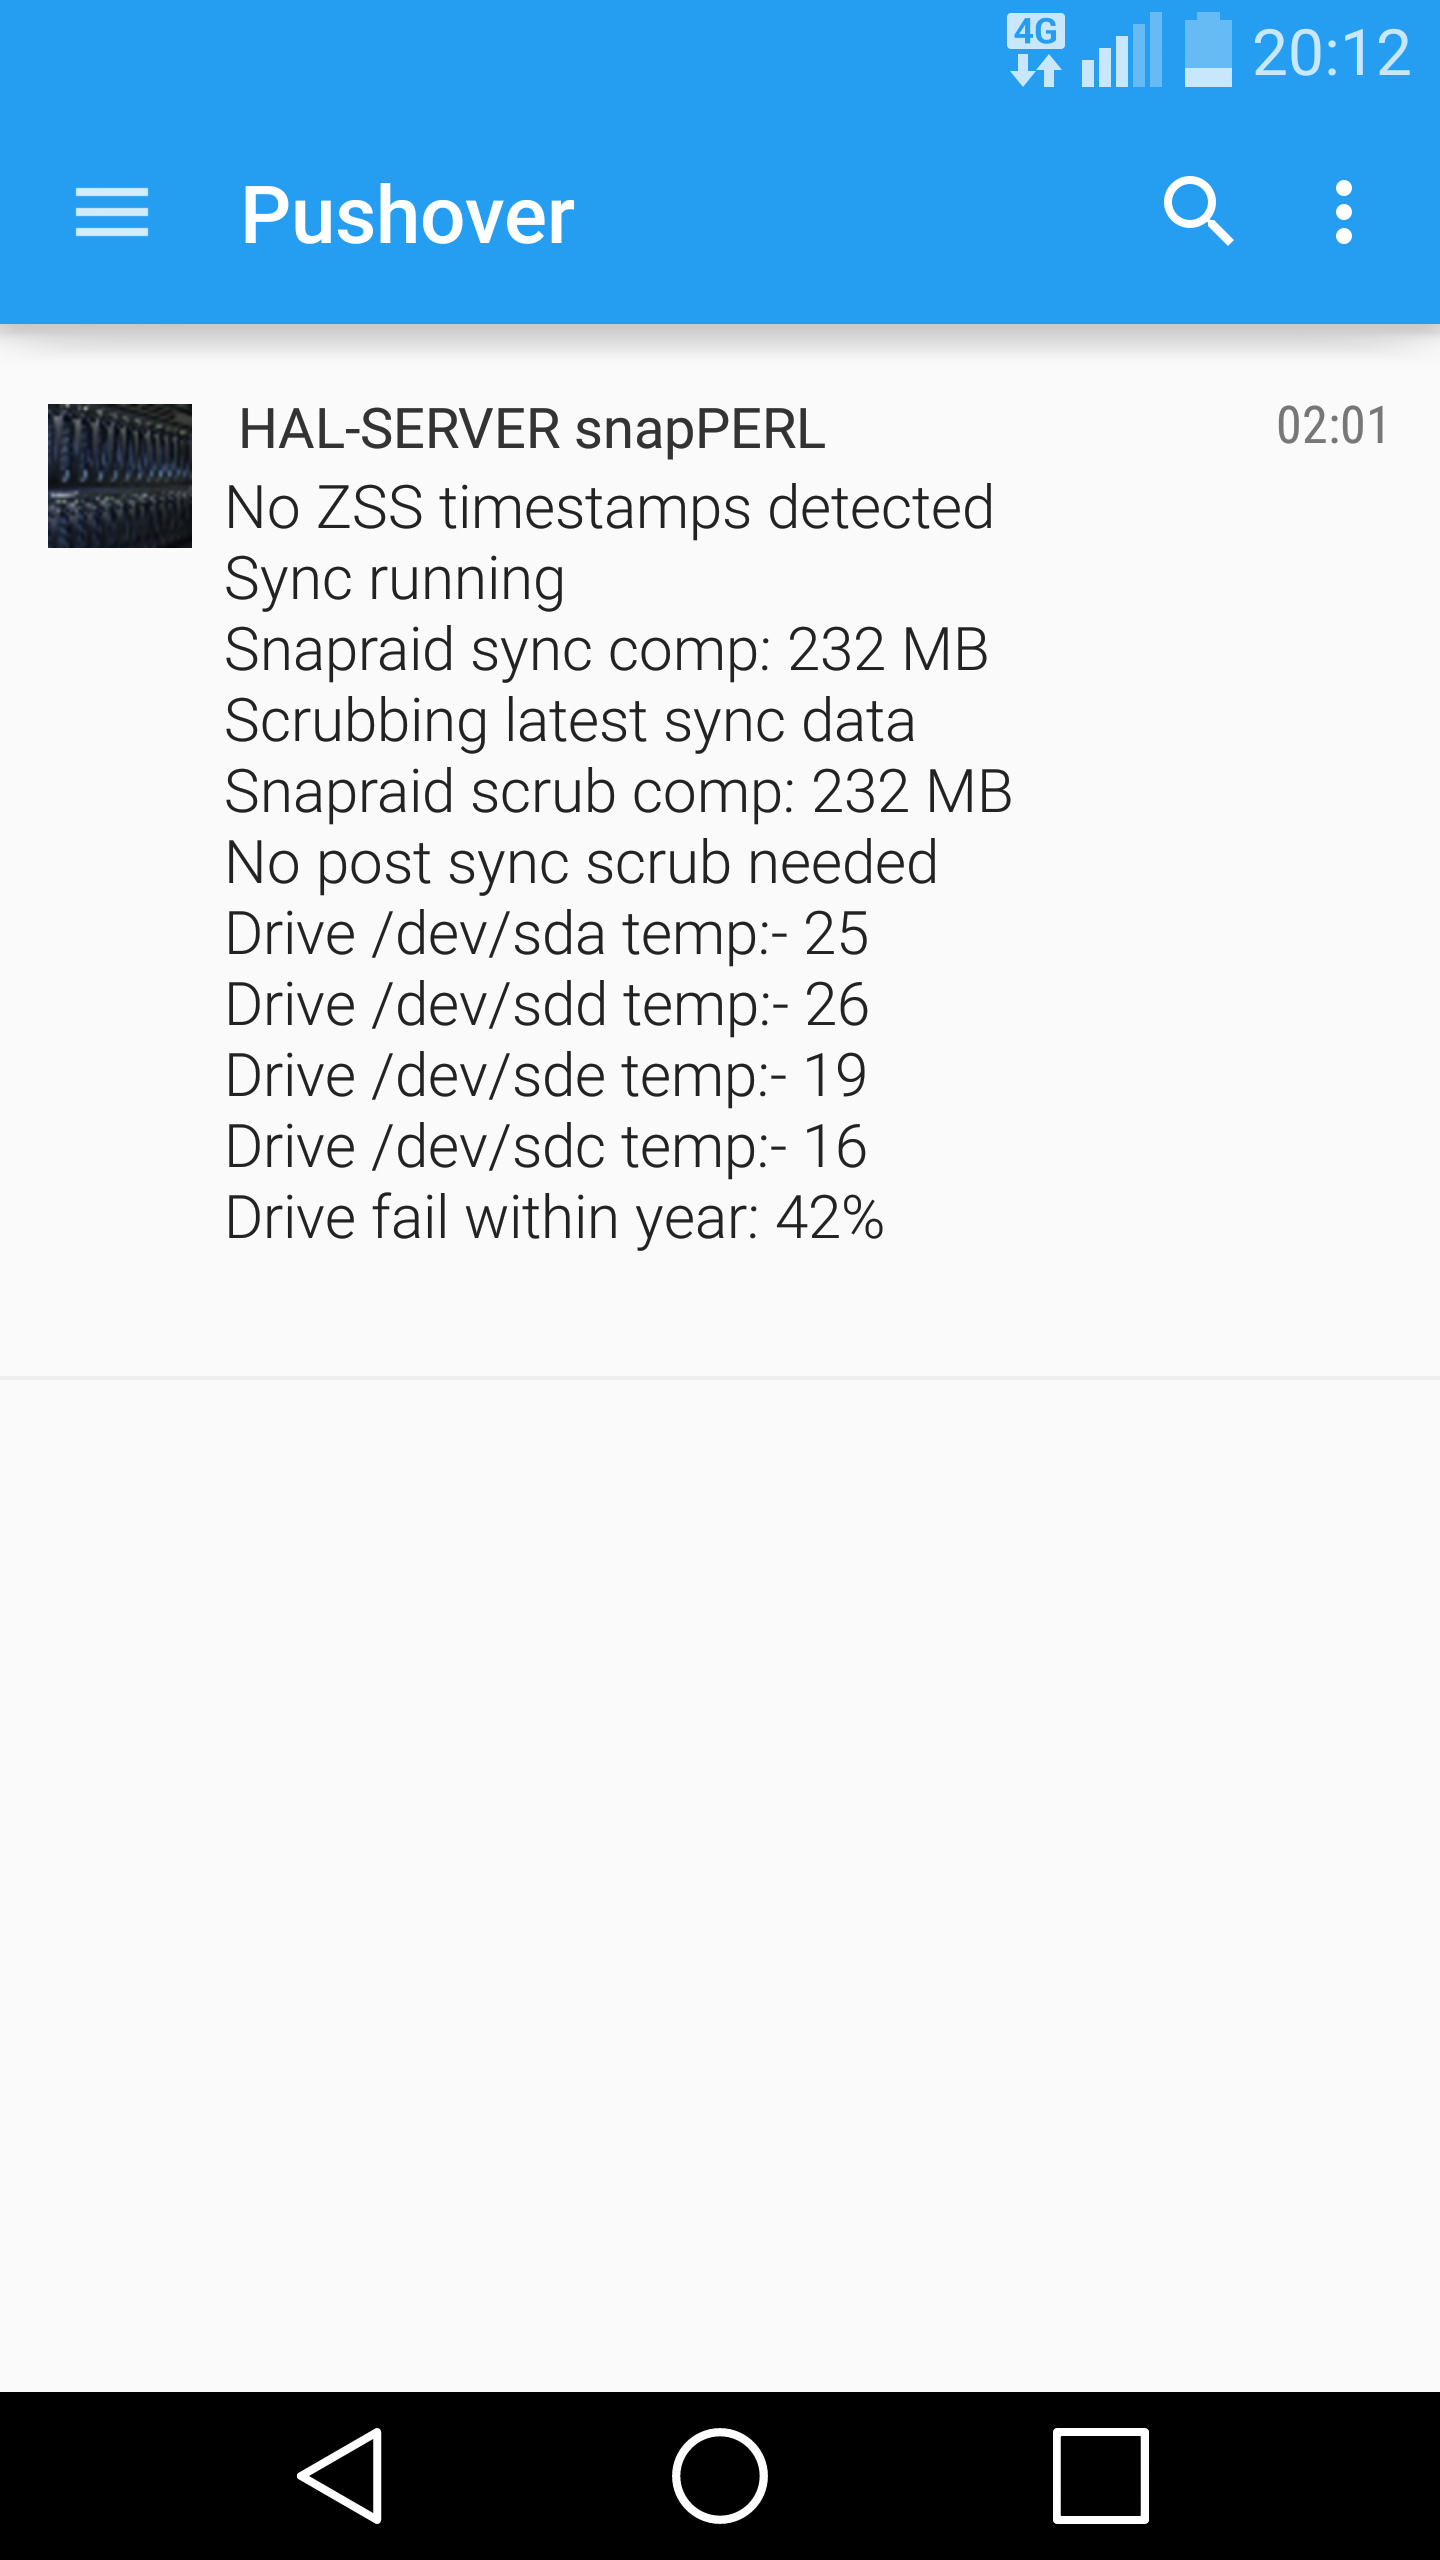 4G
20:12
Pushover
HAL-SERVER snapPERL
02:01
No ZSS timestamps detected
Sync running
Snapraid sync comp: 232 MB
Scrubbing latest sync data
Snapraid scrub comp: 232 MB
No post sync scrub needed
Drive /dev/sda temp:- 25
Drive /dev/sdd temp:- 26
Drive /dev/sde temp:- 19
Drive /dev/sdc temp:- 16
Drive fail within year: 42%